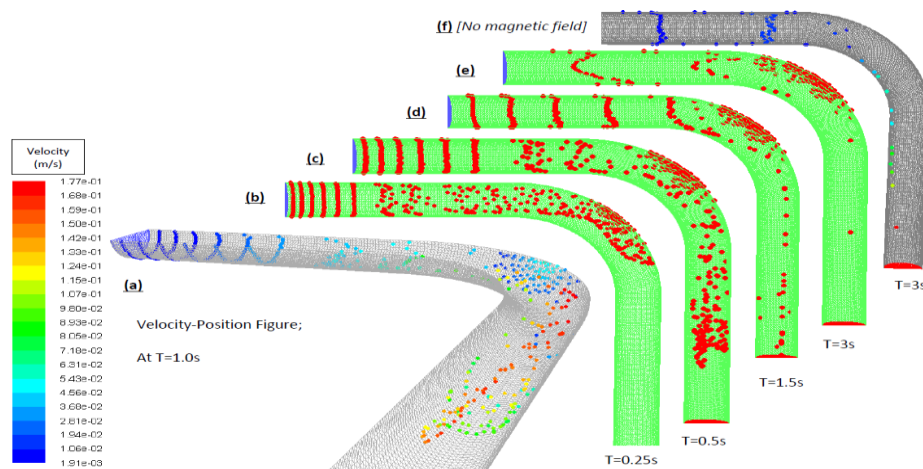 (f) [No magnetic field]
(e)
(d)
(c)
(b)
(a)
Velocity
(m/s)
1.77e-01
1.68e-01
1.59e-01
1.51e-01
1.42e-01
1.33e-01
1.24e-01
1.16e-01
1.07e-01
9.80e-02
8.93e-02
8.05e-02
7.18e-02
6.30e-02
5.43e-02
4.56e-02
3.68e-02
2.81e-02
1.94e-02
1.06e-02
1.91e-03
Velocity-Position Figure;
At T=1.0s
T=0.25s
T=0.5s
T=1.5s
T=3s
T=3s